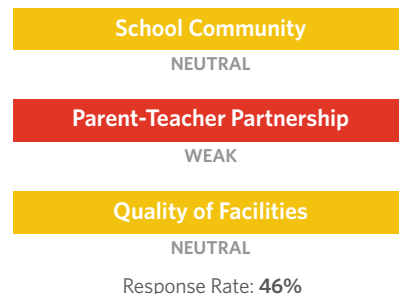 School Community
NEUTRAL
Parent-Teacher Partnership
WEAK
Quality of Facilities
NEUTRAL
Response Rate: 46%